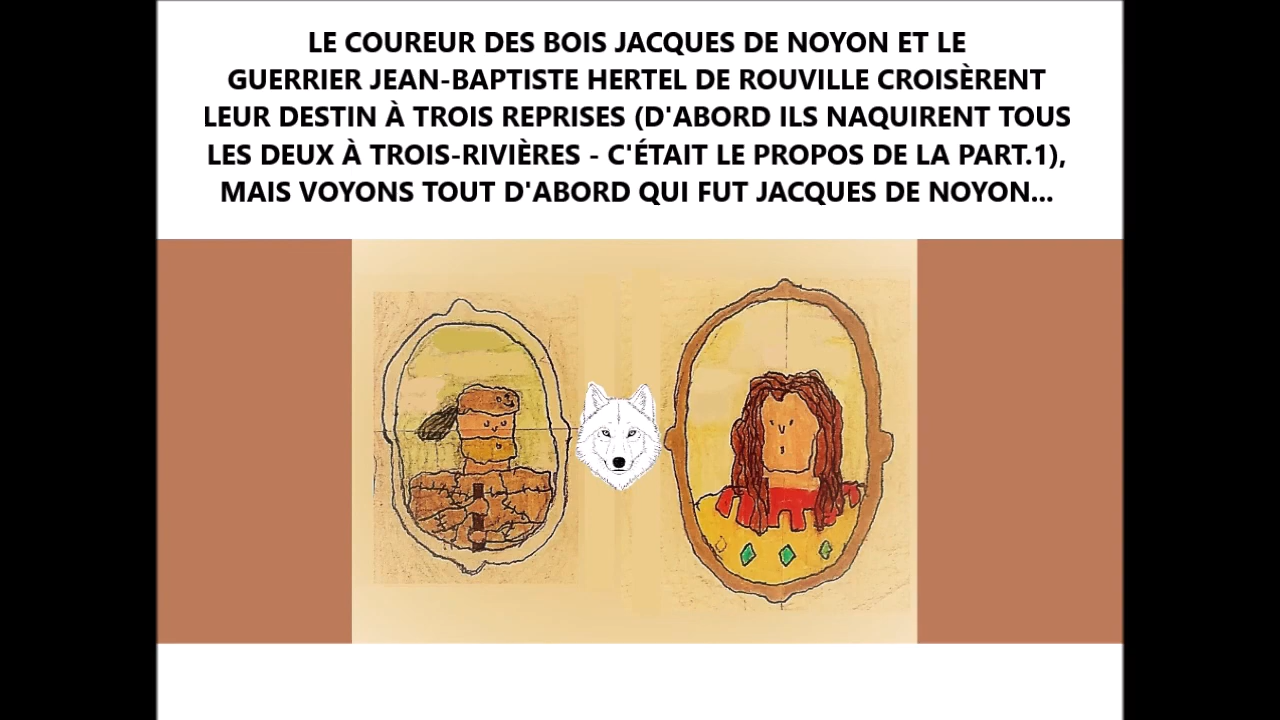 LE COUREUR DES BOIS JACQUES DE NOYON ET LE
GUERRIER JEAN-BAPTISTE HERTEL DE ROUVILLE CROISÈRENT
LEUR DESTIN À TROIS REPRISES (D'ABORD ILS NAQUIRENT TOUS
LES DEUX À TROIS-RIVIÈRES - C'ÉTAIT LE PROPOS DE LA PART.1),
MAIS VOYONS TOUT D'ABORD QUI FUT JACQUES DE NOYON...